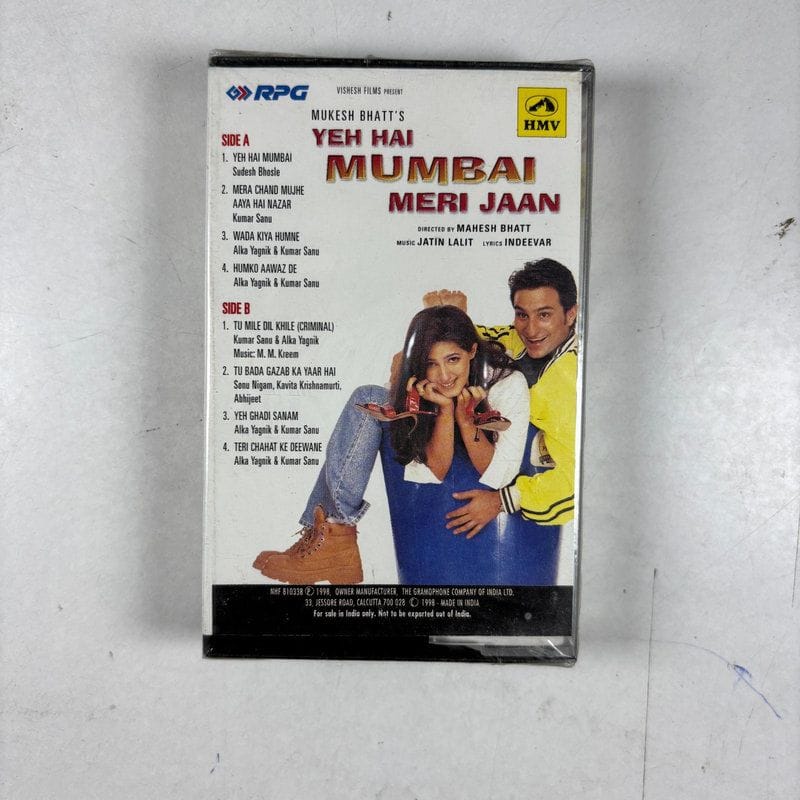 RPG
VISHESH FILMS PRESENT
HMV
MUKESH BHATT'S
YEH HAI
MUMBAI
MERI JAAN
DIRECTED BY MAHESH BHATT
MUSIC JATIN LALIT LYRICS INDEEVAR
SIDE A
1. YEH HAI MUMBAI
Sudesh Bhosle
2. MERA CHAND MUJHE
AAYA HAI NAZAR
Kumar Sanu
3. WADA KIYA HUMNE
Alka Yagnik & Kumar Sanu
4. HUMKO AAWAZ DE
Alka Yagnik & Kumar Sanu
SIDE B
1. TU MILE DIL KHILE (CRIMINAL)
Kumar Sanu & Alka Yagnik
Music: M. M. Kreem
2. TU BADA GAZAB KA YAAR HAI
Sonu Nigam, Kavita Krishnamurti,
Abhijeet
3. YEH GHADI SANAM
Alka Yagnik & Kumar Sanu
4. TERI CHAHAT KE DEEWANE
Alka Yagnik & Kumar Sanu
NHF 810338 Ⓟ 1998, OWNER MANUFACTURER, THE GRAMOPHONE COMPANY OF INDIA LTD.
33, JESSORE ROAD, CALCUTTA 700 028 © 1998 - MADE IN INDIA
For sale in India only. Not to be exported out of India.